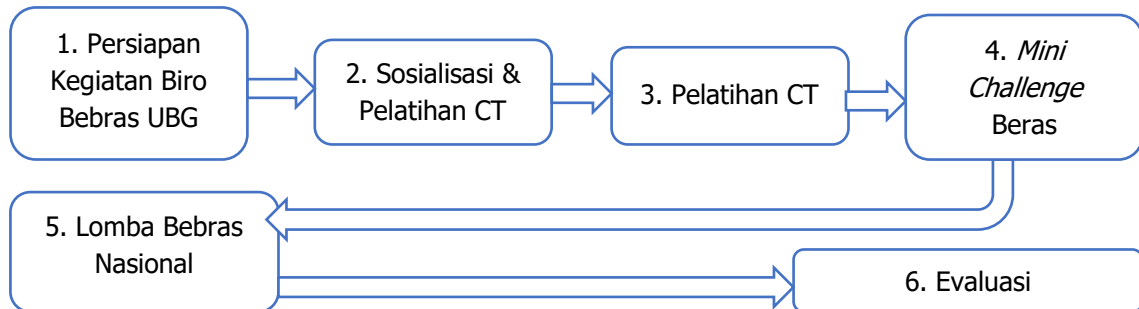 1. Persiapan
Kegiatan Biro
Bebras UBG
2. Sosialisasi &
Pelatihan CT
3. Pelatihan CT
4. Mini
Challenge
Beras
5. Lomba Bebras
Nasional
6. Evaluasi